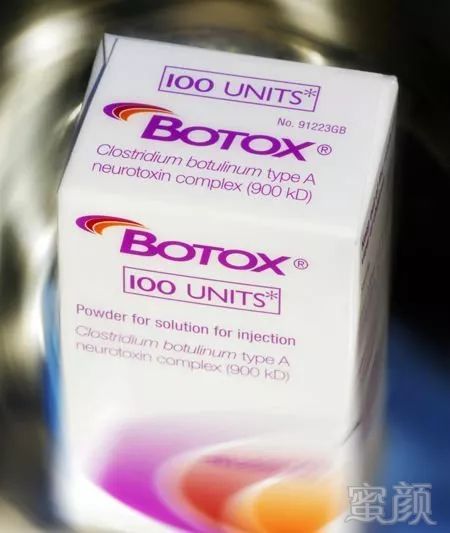 100 UNITS*
No. 91223GB
BOTOX®
Clostridium botulinum type A
neurotoxin complex (900 kD)
BOTOX®
100 UNITS*
Powder for solution for injection
Clostridium botulinum type A
neurotoxin complex (900 kD)
蜜颜